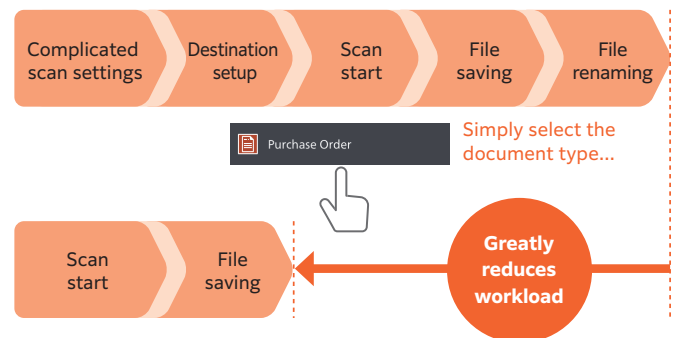 Complicated
scan settings
Destination
setup
Scan
start
File
saving
File
renaming
Purchase Order
Simply select the
document type...
Scan
start
File
saving
Greatly
reduces
workload